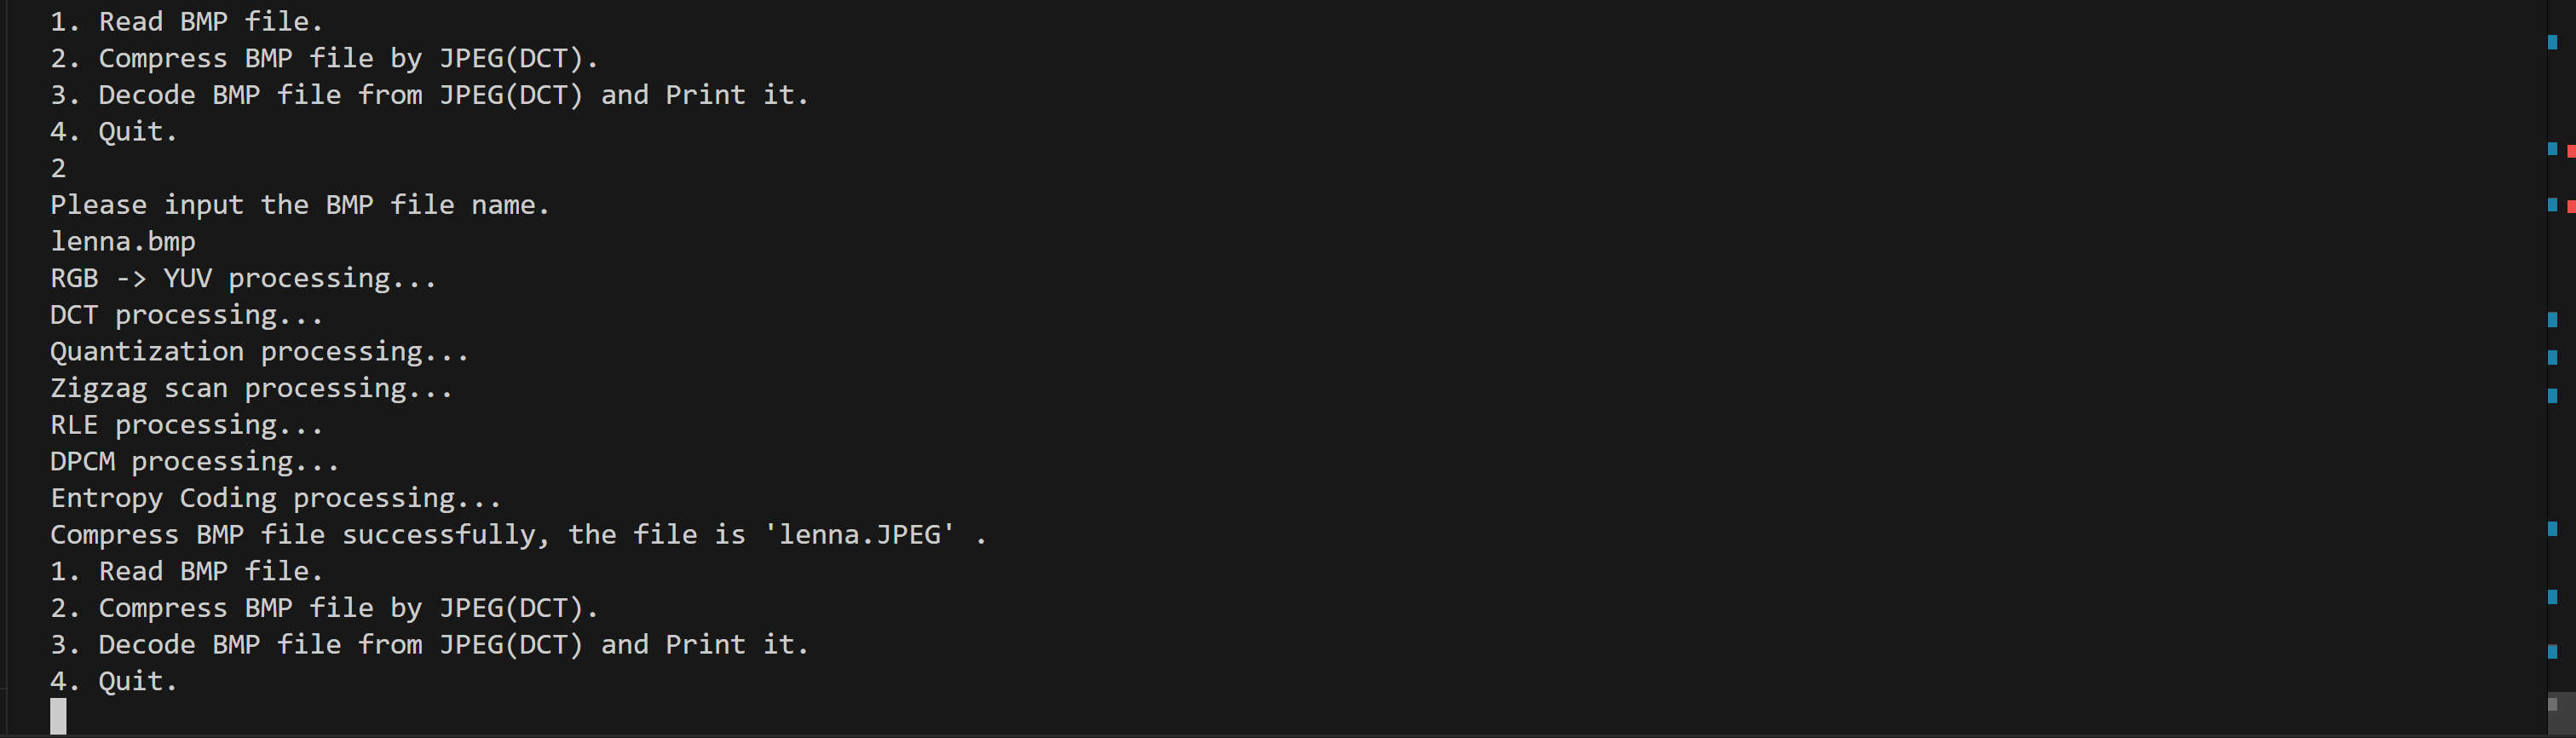 1. Read BMP file.
2. Compress BMP file by JPEG(DCT).
3. Decode BMP file from JPEG(DCT) and Print it.
4. Quit.
2
Please input the BMP file name.
lenna.bmp
RGB -> YUV processing...
DCT processing...
Quantization processing...
Zigzag scan processing...
RLE processing...
DPCM processing...
Entropy Coding processing...
Compress BMP file successfully, the file is 'lenna.JPEG' .
1. Read BMP file.
2. Compress BMP file by JPEG(DCT).
3. Decode BMP file from JPEG(DCT) and Print it.
4. Quit.